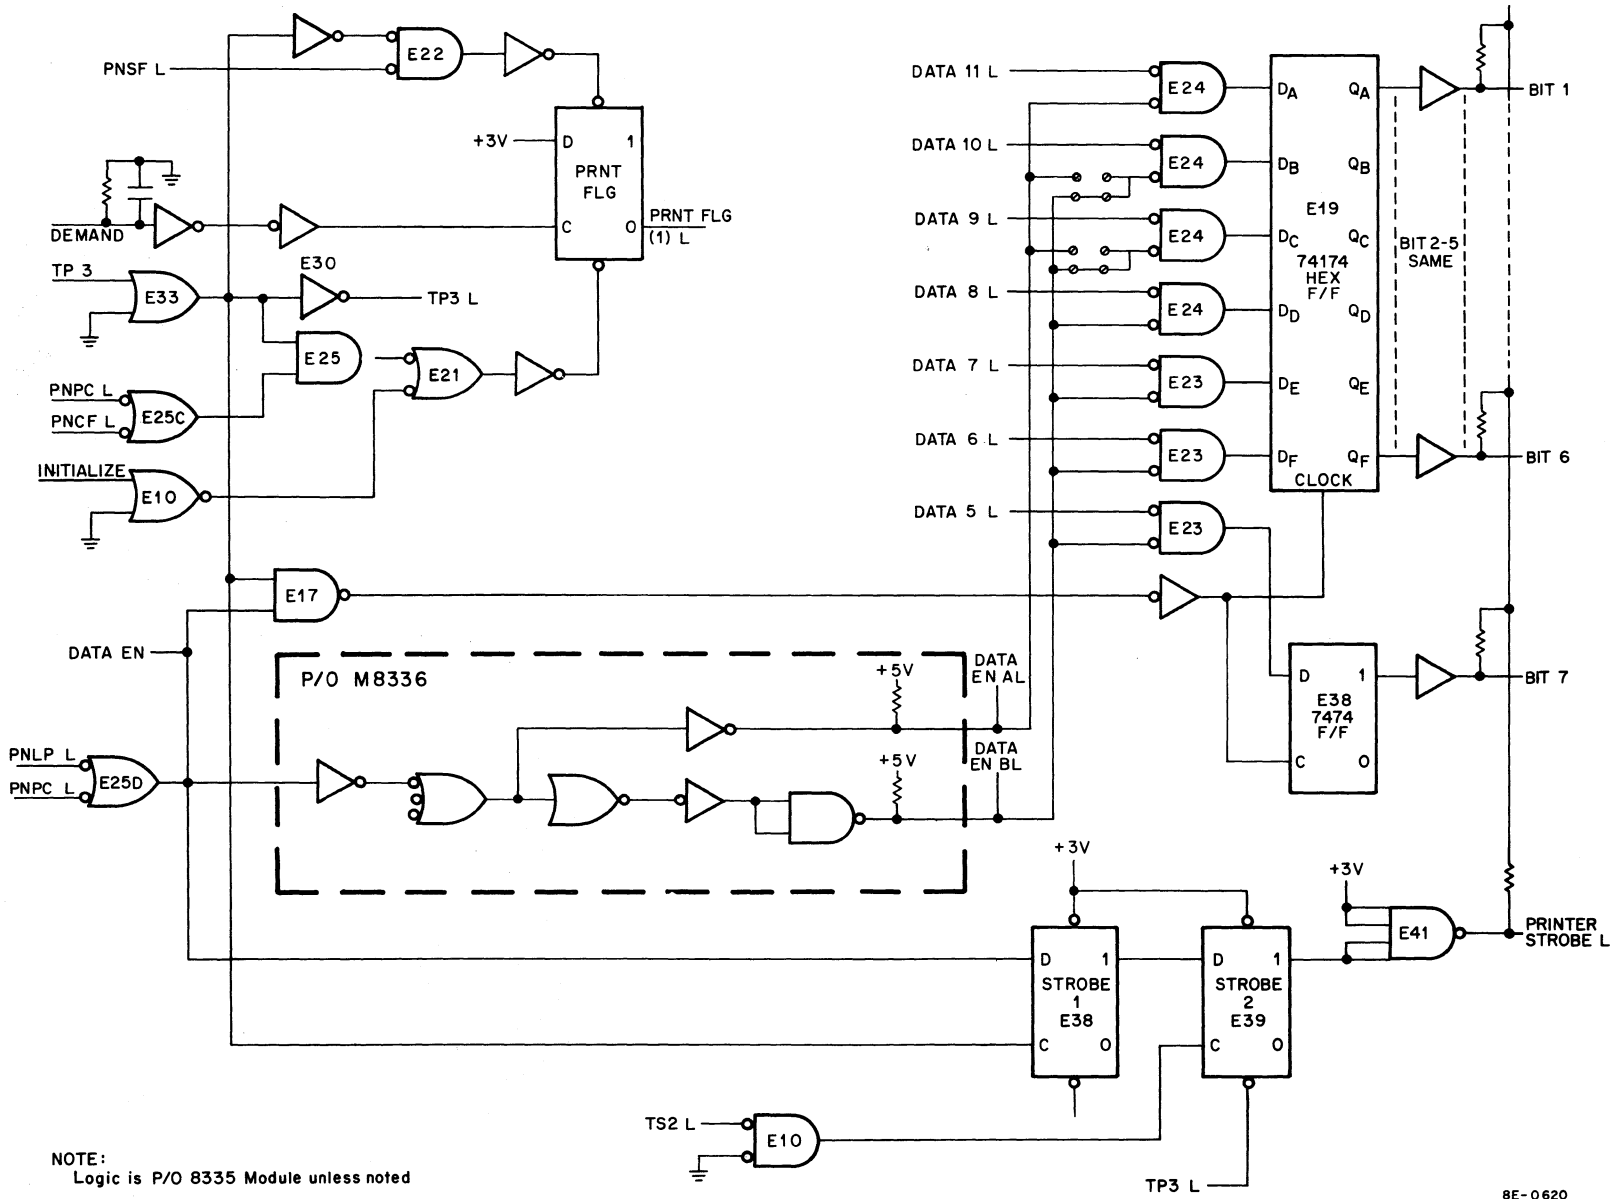 E22
PNSF L
+3V
D
1
PRNT
FLG
C
O
PRNT FLG
(1) L
DEMAND
TP 3
E33
E30
TP3 L
E25
E21
PNPC L
PNCF L
E25C
INITIALIZE
E10
DATA 11 L
E24
DATA 10 L
E24
DATA 9 L
E24
DATA 8 L
E24
DATA 7 L
E23
DATA 6 L
E23
DATA 5 L
E23
DA
QA
DB
QB
E19
DC
QC
74174
HEX
F/F
DD
QD
DE
QE
DF
QF
CLOCK
BIT 1
BIT 2-5
SAME
BIT 6
E17
DATA EN
P/O M8336
+5V
+5V
DATA
EN AL
DATA
EN BL
PNLP L
PNPC L
E25D
D
1
E38
7474
F/F
C
O
BIT 7
+3V
D
1
STROBE
1
E38
C
O
D
1
STROBE
2
E39
C
O
+3V
E41
PRINTER
STROBE L
TS2 L
E10
TP3 L
NOTE:
Logic is P/O 8335 Module unless noted
8E-0620